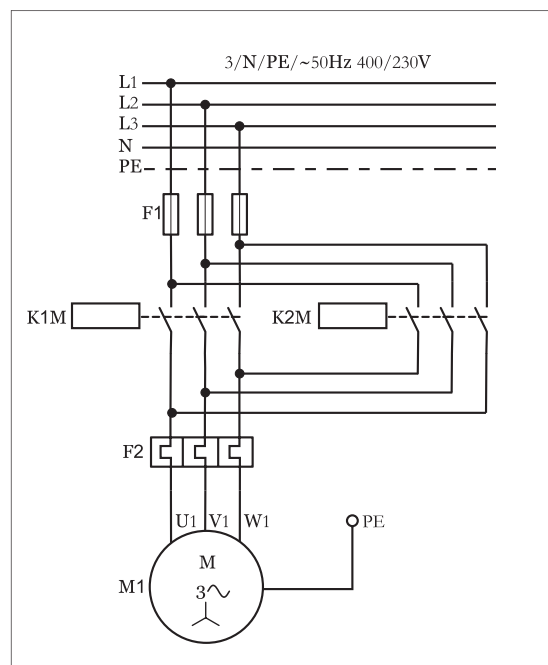 3/N/PE/~50Hz 400/230V
L1
L2
L3
N
PE
F1
K1M
K2M
F2
U1 V1 W1
PE
M1
M
3